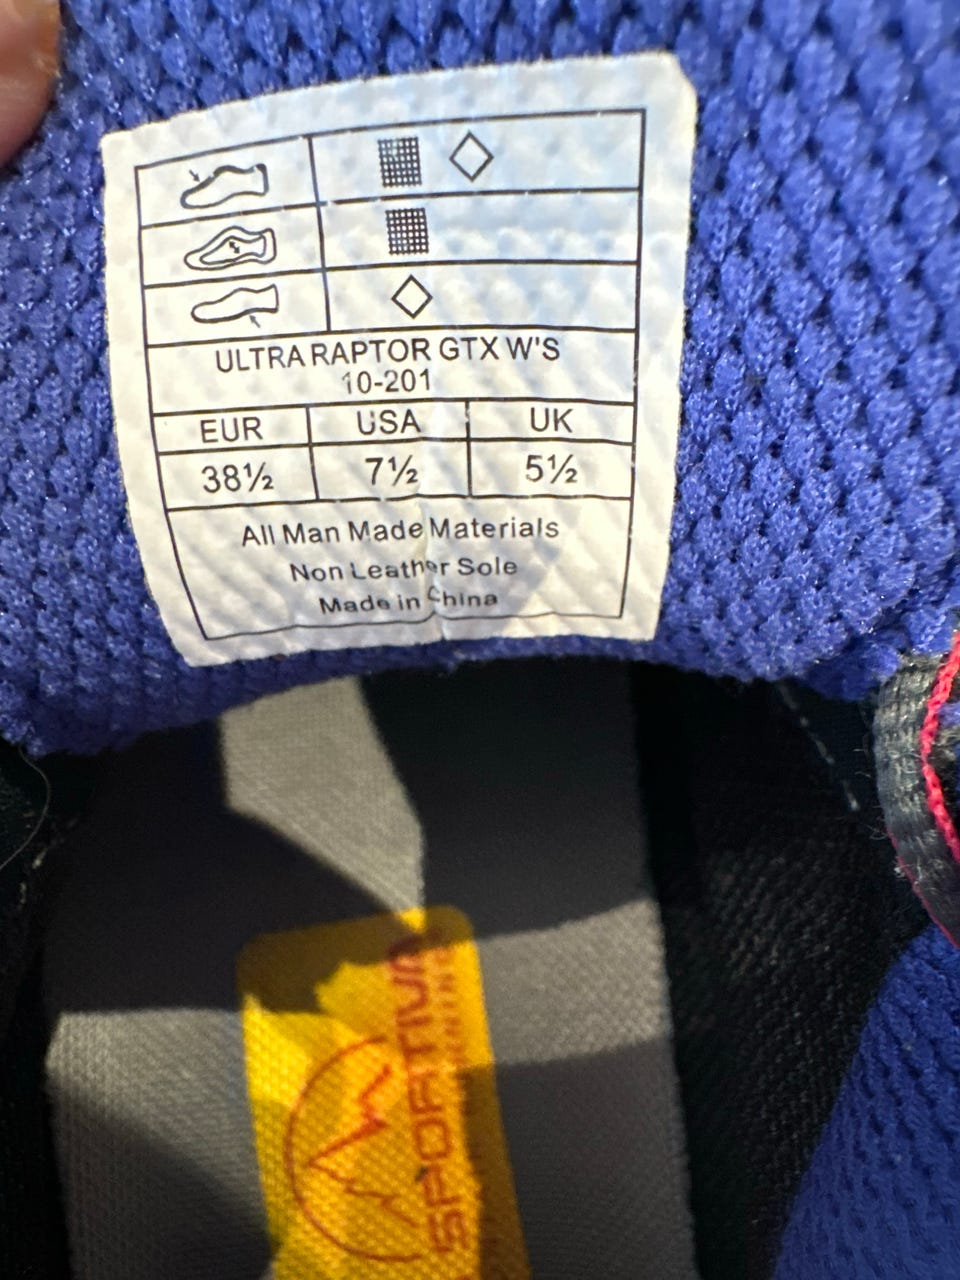 ULTRA RAPTOR GTX W'S
10-201
EUR USA UK
38½ 7½ 5½
All Man Made Materials
Non Leather Sole
Made in China
SPORTIVA